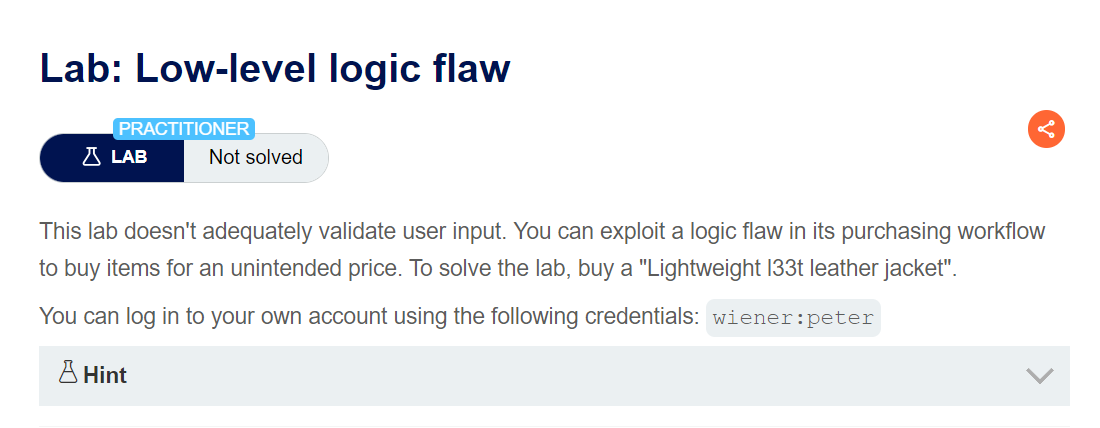 Lab: Low-level logic flaw
PRACTITIONER
LAB Not solved
This lab doesn't adequately validate user input. You can exploit a logic flaw in its purchasing workflow
to buy items for an unintended price. To solve the lab, buy a "Lightweight l33t leather jacket".
You can log in to your own account using the following credentials: wiener:peter
Hint